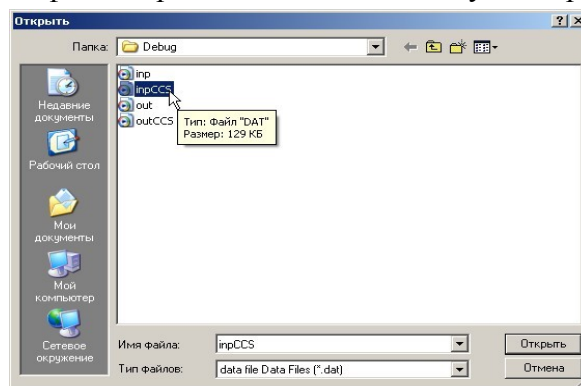 Открыть
Папка:
Debug
inp
inpCCS
out
outCCS
Тип: Файл "DAT"
Размер: 129 КБ
Недавние
документы
Рабочий стол
Мои
документы
Мой
компьютер
Сетевое
окружение
Имя файла:
inpCCS
Открыть
Тип файлов:
data file Data Files (*.dat)
Отмена